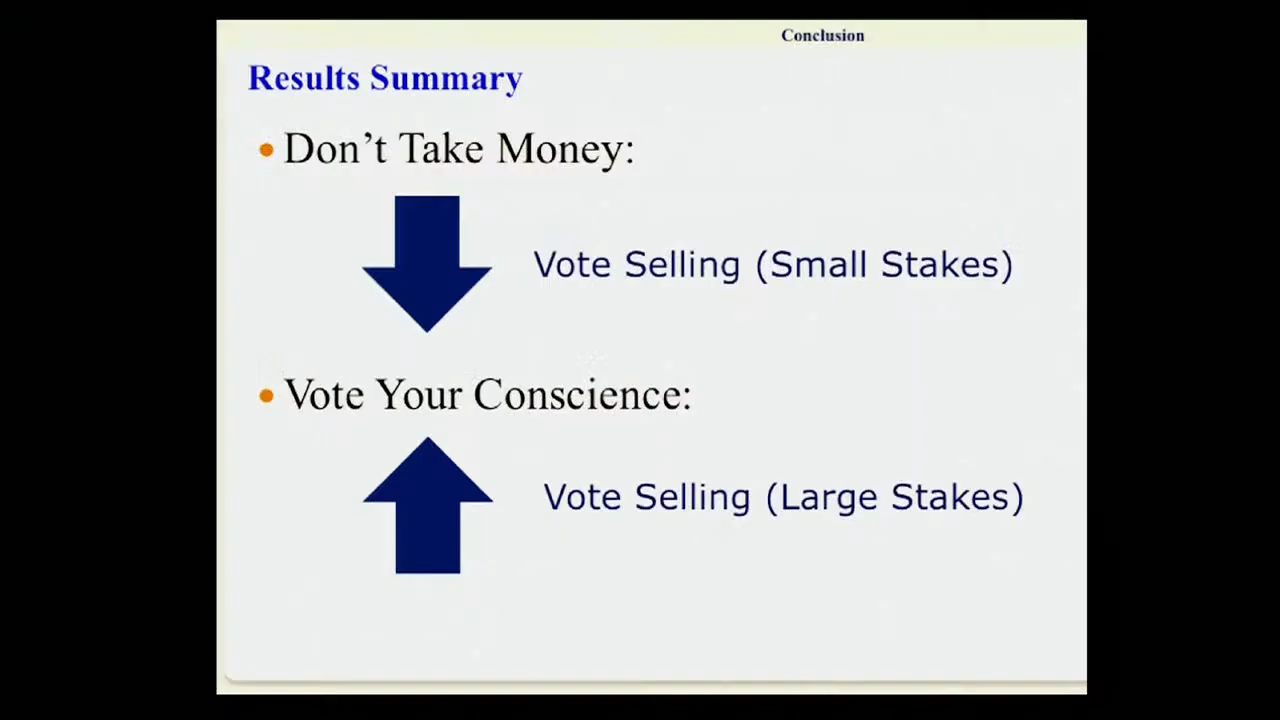 Conclusion
Results Summary
• Don’t Take Money:
Vote Selling (Small Stakes)
• Vote Your Conscience:
Vote Selling (Large Stakes)